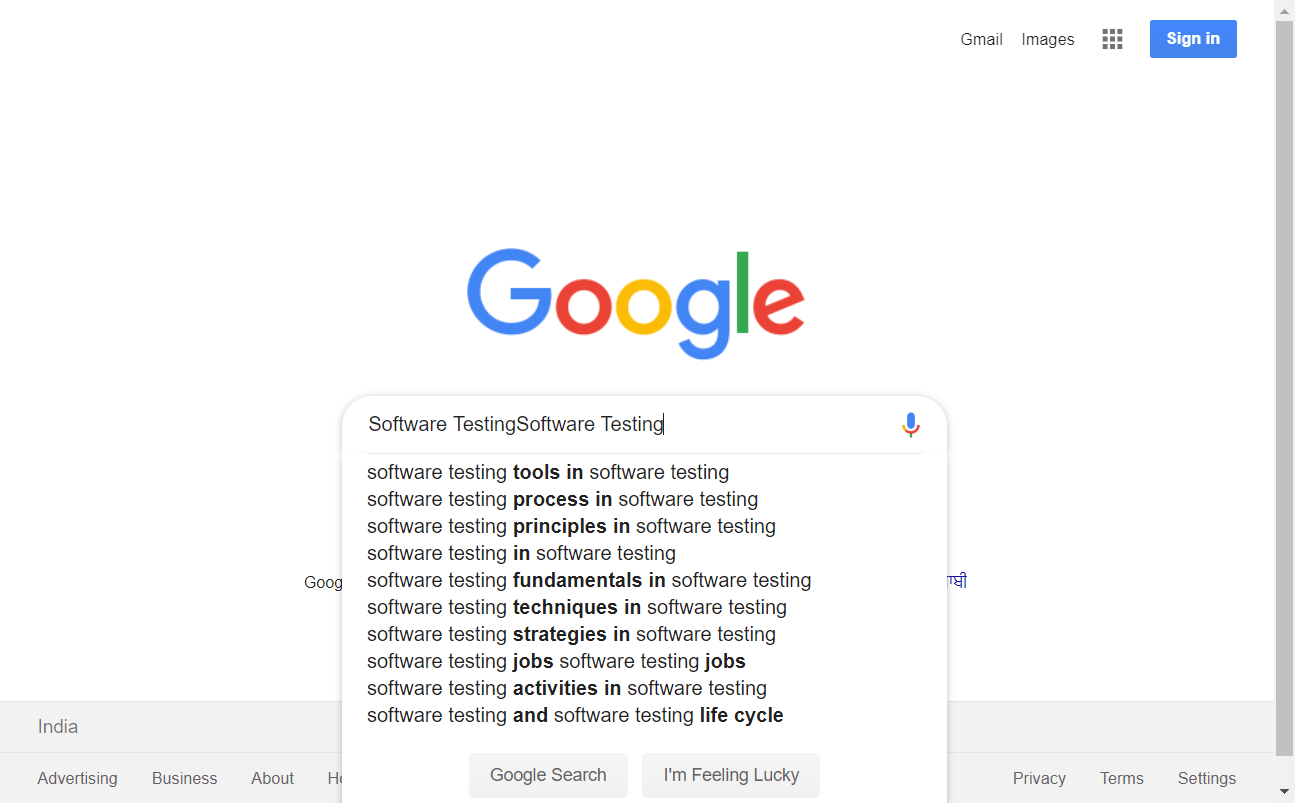 Gmail Images Sign in
Google
Software TestingSoftware Testing
software testing tools in software testing
software testing process in software testing
software testing principles in software testing
software testing in software testing
software testing fundamentals in software testing
software testing techniques in software testing
software testing strategies in software testing
software testing jobs software testing jobs
software testing activities in software testing
software testing and software testing life cycle
Goog
India
Google Search I'm Feeling Lucky
Advertising Business About Privacy Terms Settings